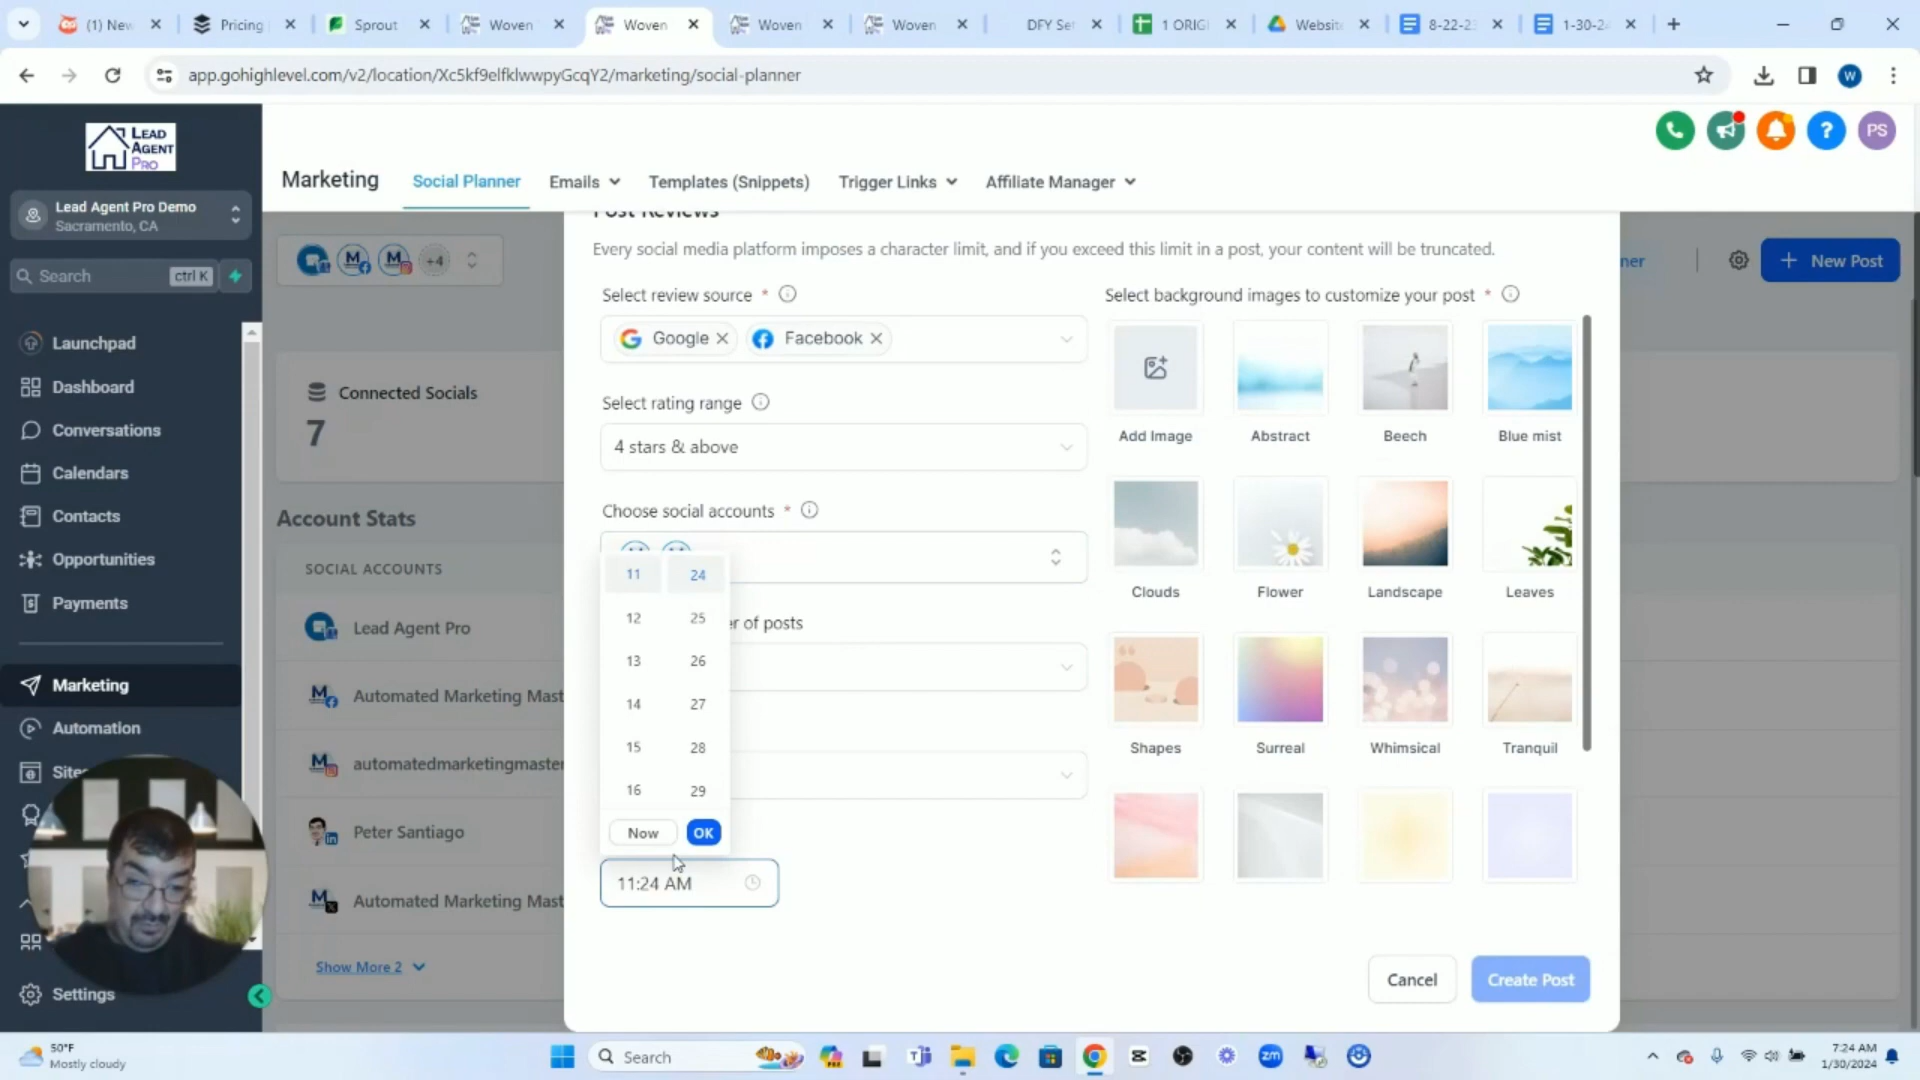 (1) New
Pricing
Sprout
Woven
Woven
Woven
Woven
DFY Set
1 ORIG
Website
8-22-23
1-30-24
app.gohighlevel.com/v2/location/Xc5kf9elfklwwpyGcqY2/marketing/social-planner
W
LEAD
AGENT
PRO
PS
Marketing
Social Planner
Emails
Templates (Snippets)
Trigger Links
Affiliate Manager
Lead Agent Pro Demo
Sacramento, CA
Search
ctrl K
+4
New Post
Launchpad
Dashboard
Conversations
Calendars
Contacts
Opportunities
Payments
Marketing
Automation
Sites
Settings
Connected Socials
7
Account Stats
SOCIAL ACCOUNTS
Lead Agent Pro
Automated Marketing Mast
automatedmarketingmaster
Peter Santiago
Automated Marketing Mast
Show More 2
Post Reviews
Every social media platform imposes a character limit, and if you exceed this limit in a post, your content will be truncated.
Select review source *
Google
Facebook
Select rating range
4 stars & above
Choose social accounts *
er of posts
11 24
12 25
13 26
14 27
15 28
16 29
Now OK
11:24 AM
Select background images to customize your post *
Add Image
Abstract
Beech
Blue mist
Clouds
Flower
Landscape
Leaves
Shapes
Surreal
Whimsical
Tranquil
Cancel
Create Post
50°F
Mostly cloudy
Search
zm
7:24 AM
1/30/2024